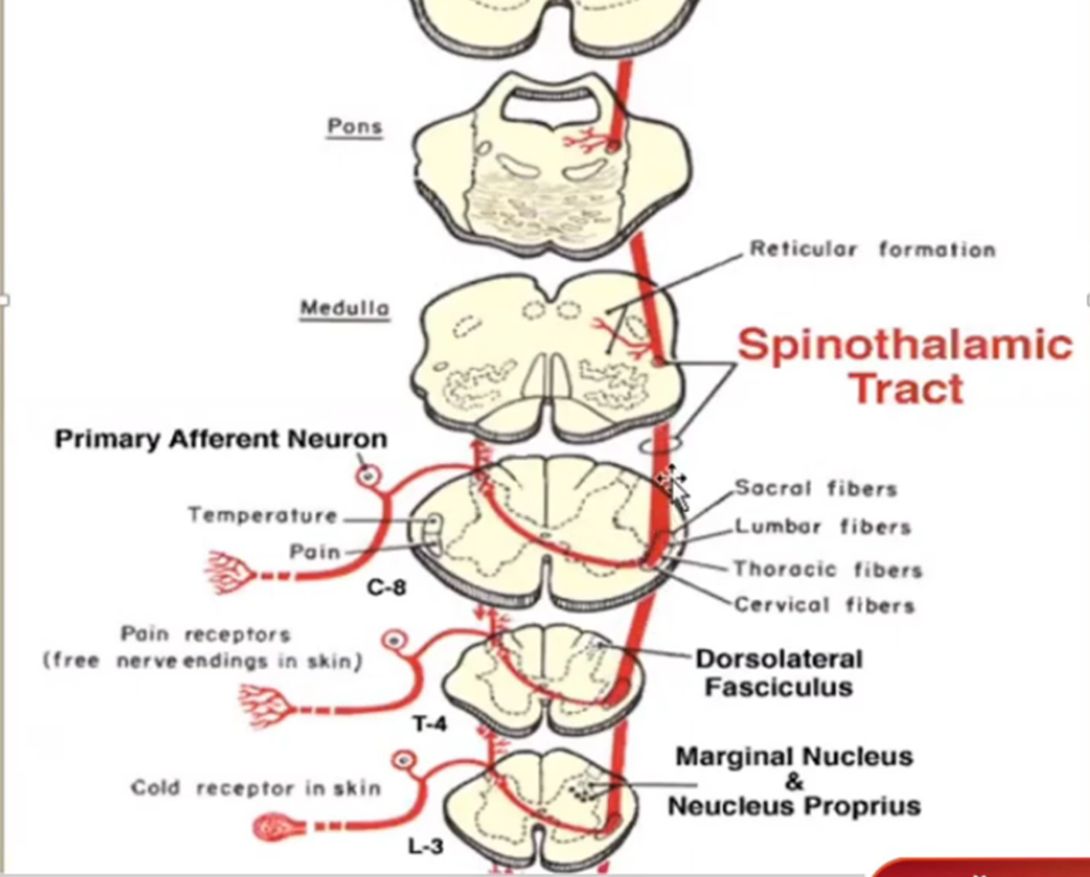 Pons
Reticular formation
Medulla
Spinothalamic
Tract
Primary Afferent Neuron
Sacral fibers
Temperature
Lumbar fibers
Pain
Thoracic fibers
C-8
Cervical fibers
Pain receptors
(free nerve endings in skin)
Dorsolateral
Fasciculus
T-4
Marginal Nucleus
&
Neucleus Proprius
Cold receptor in skin
L-3